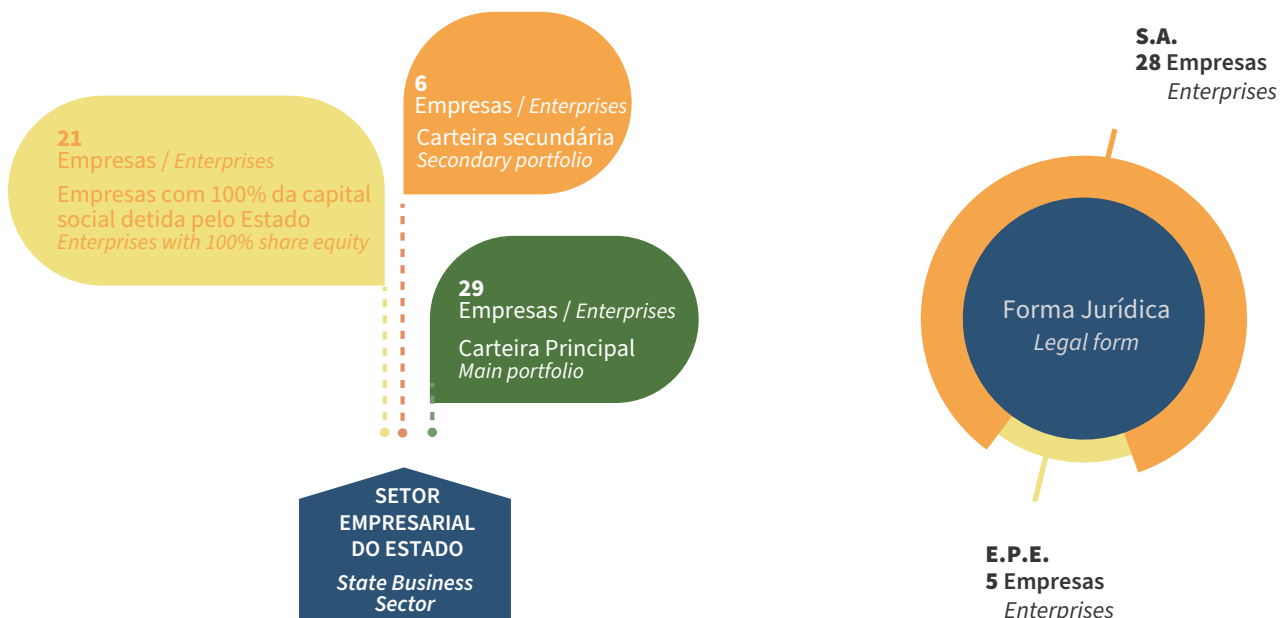 6
Empresas / Enterprises
Carteira secundária
Secondary portfolio
21
Empresas / Enterprises
Empresas com 100% da capital
social detida pelo Estado
Enterprises with 100% share equity
29
Empresas / Enterprises
Carteira Principal
Main portfolio
SETOR
EMPRESARIAL
DO ESTADO
State Business
Sector
S.A.
28 Empresas
Enterprises
Forma Jurídica
Legal form
E.P.E.
5 Empresas
Enterprises